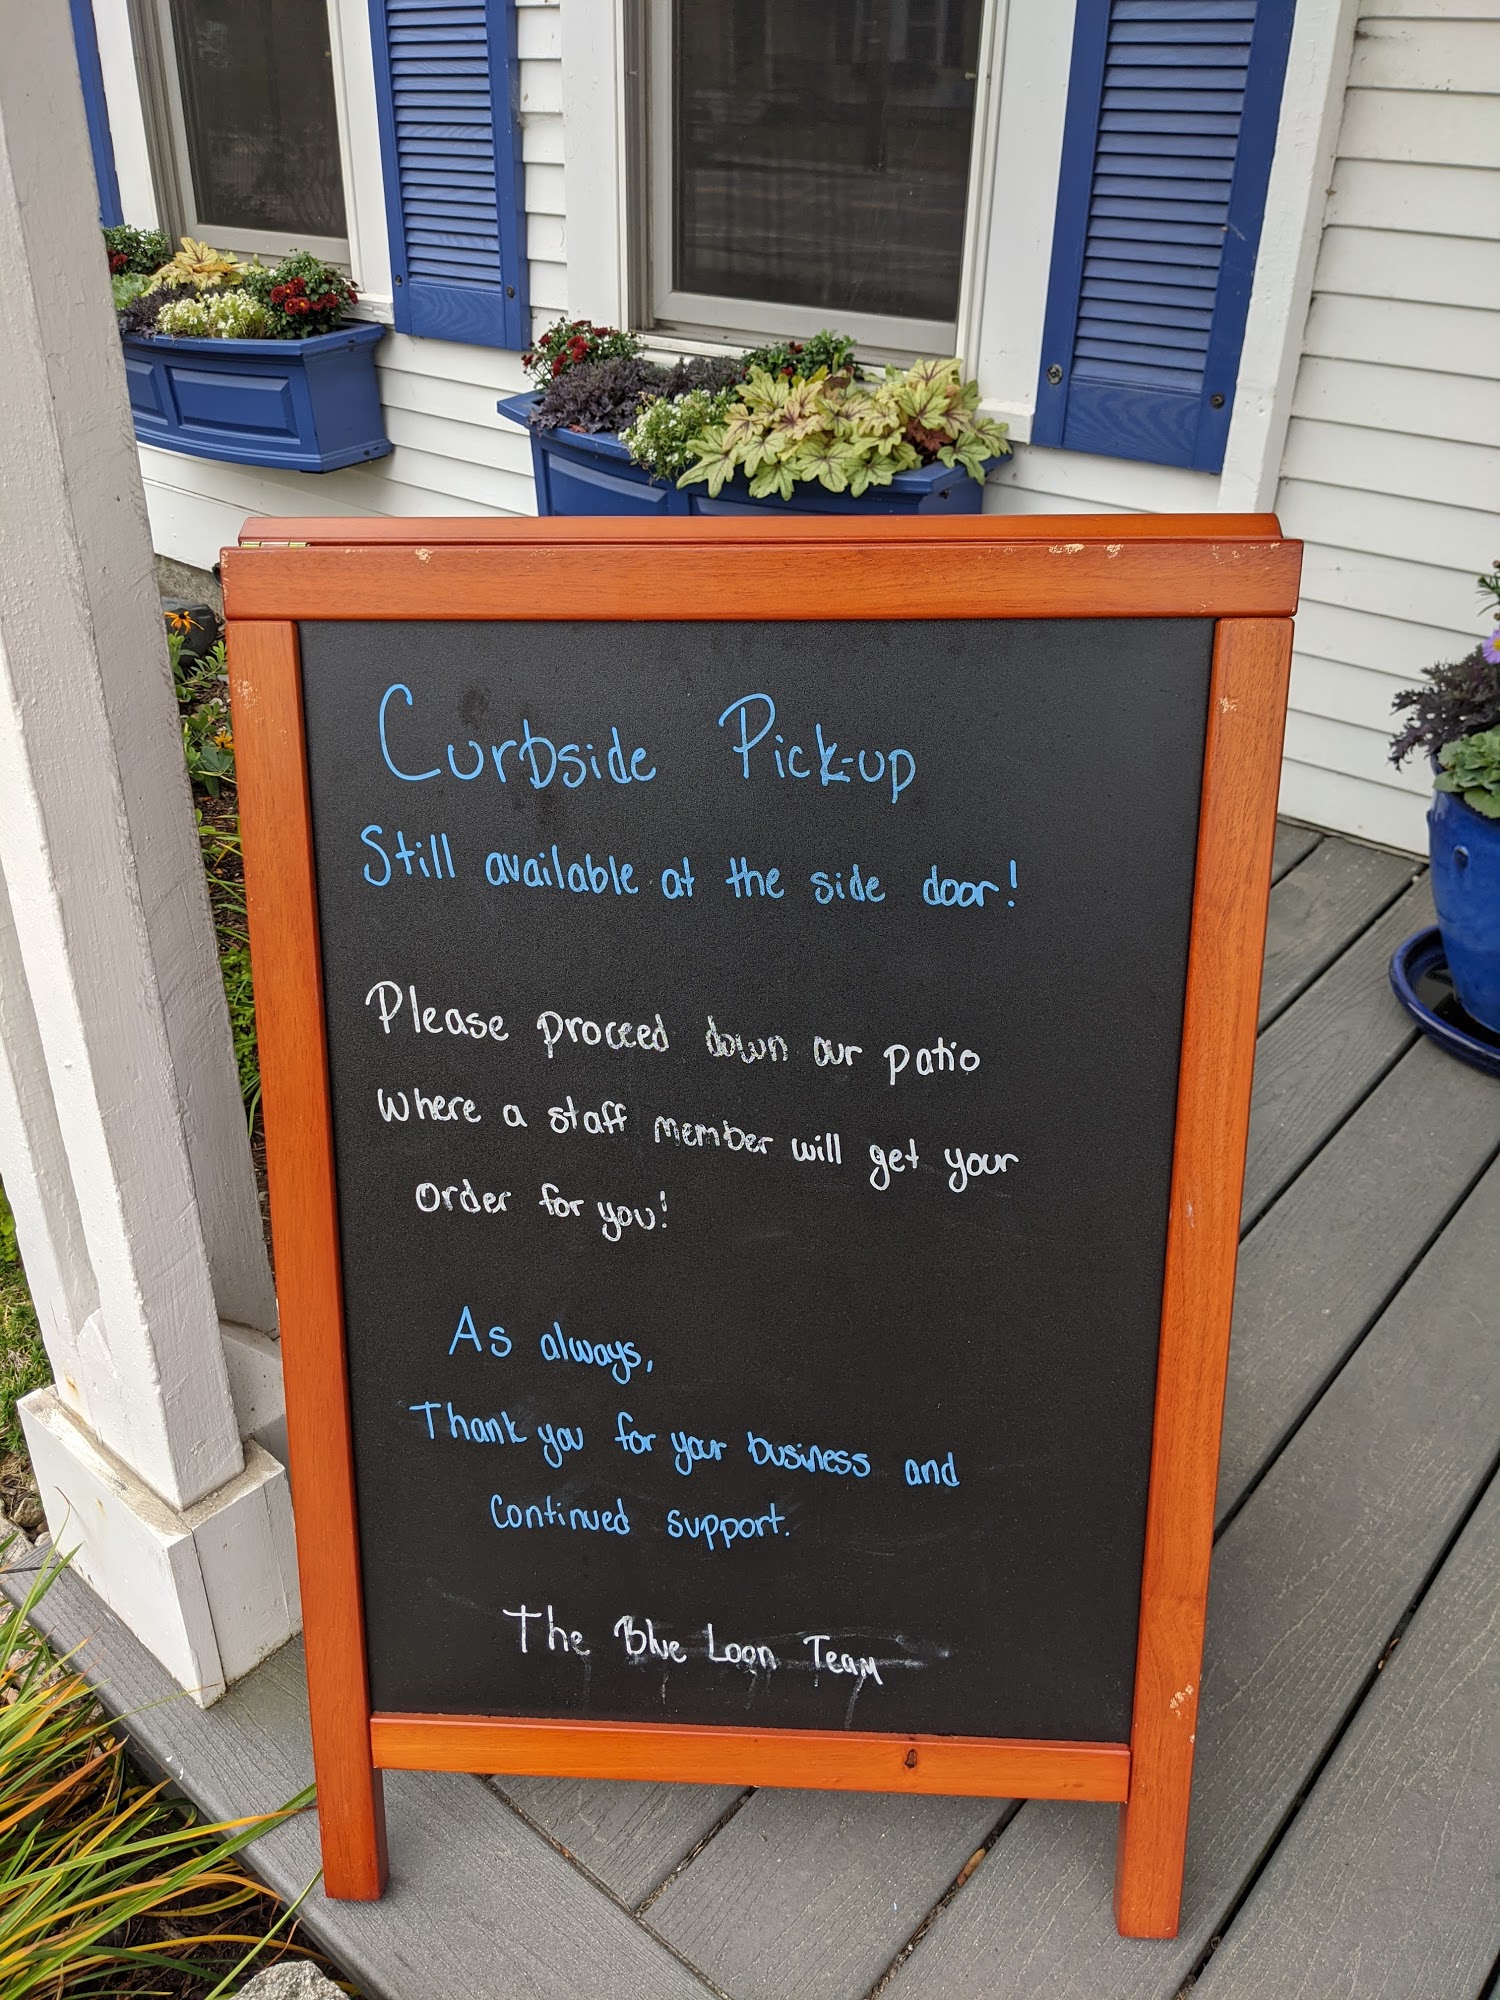 Curbside Pick-up
Still available at the side door!
Please proceed down our patio
where a staff member will get your
order for you!
As always,
Thank you for your business and
Continued support.
The Blue Loon Team